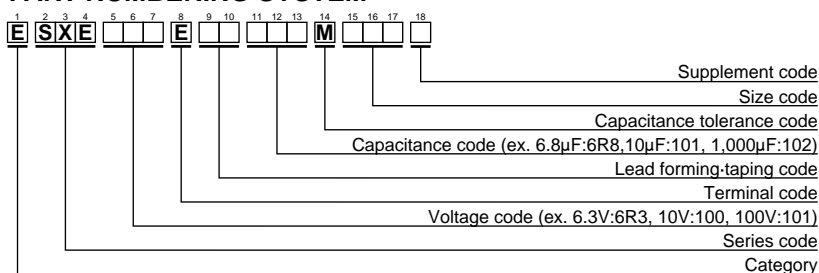 PART NUMBERING SYSTEM
1 2 3 4 5 6 7 8 9 10 11 12 13 14 15 16 17 18
E S X E E M
Supplement code
Size code
Capacitance tolerance code
Capacitance code (ex. 6.8µF:6R8,10µF:101, 1,000µF:102)
Lead forming·taping code
Terminal code
Voltage code (ex. 6.3V:6R3, 10V:100, 100V:101)
Series code
Category